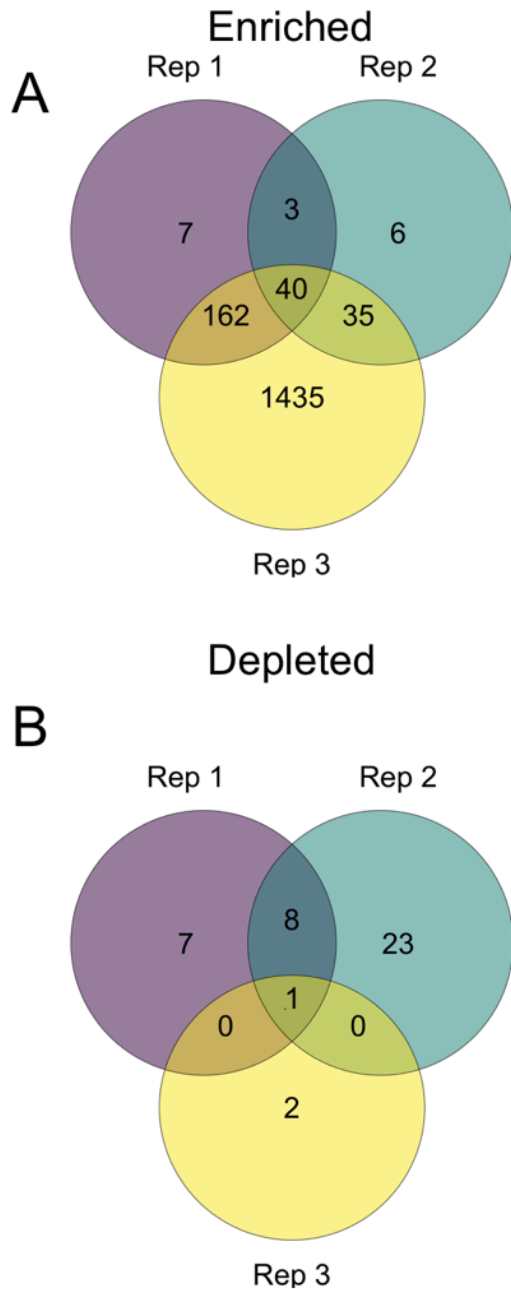 Enriched
Rep 1 Rep 2
A
7 3 6
40
162 35
1435
Rep 3
Depleted
B
Rep 1 Rep 2
7 8 23
1
0 0
2
Rep 3